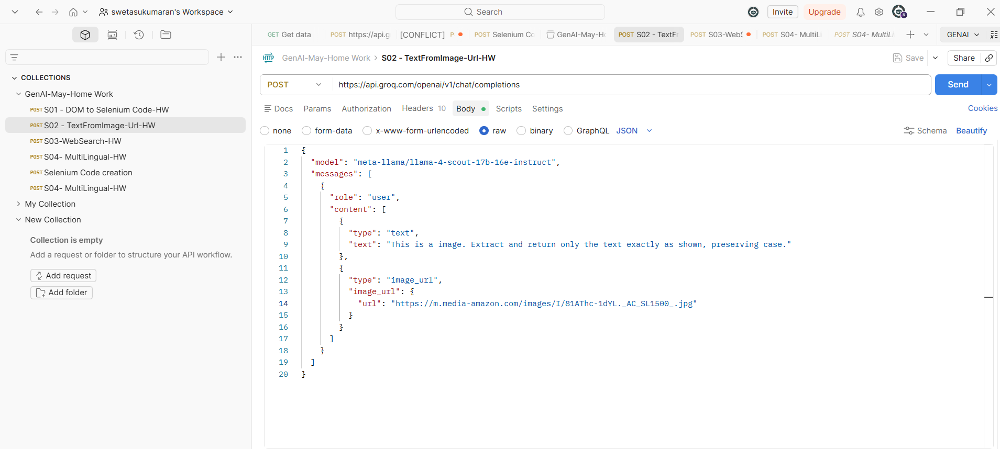 swetasukumaran's Workspace
Search
Invite
Upgrade
GET Get data
POST https://api.g
[CONFLICT] P
POST Selenium Co
GenAI-May-Ho
POST S02 - TextFr
POST S03-WebS
POST S04- MultiLi
POST S04- MultiLi
GENAI
GenAI-May-Home Work > S02 - TextFromImage-Url-HW
Save
Share
COLLECTIONS
GenAI-May-Home Work
POST S01 - DOM to Selenium Code-HW
POST S02 - TextFromImage-Url-HW
POST S03-WebSearch-HW
POST S04- MultiLingual-HW
POST Selenium Code creation
POST S04- MultiLingual-HW
My Collection
New Collection
Collection is empty
Add a request or folder to structure your API workflow.
Add request
Add folder
HTTP
POST
https://api.groq.com/openai/v1/chat/completions
Send
Docs Params Authorization Headers 10 Body Scripts Settings
Cookies
none form-data x-www-form-urlencoded raw binary GraphQL JSON
Schema Beautify
1 {
2 "model": "meta-llama/llama-4-scout-17b-16e-instruct",
3 "messages": [
4 {
5 "role": "user",
6 "content": [
7 {
8 "type": "text",
9 "text": "This is a image. Extract and return only the text exactly as shown, preserving case."
10 },
11 {
12 "type": "image_url",
13 "image_url": {
14 "url": "https://m.media-amazon.com/images/I/81AThc-1dYL._AC_SL1500_.jpg"
15 }
16 }
17 ]
18 }
19 ]
20 }